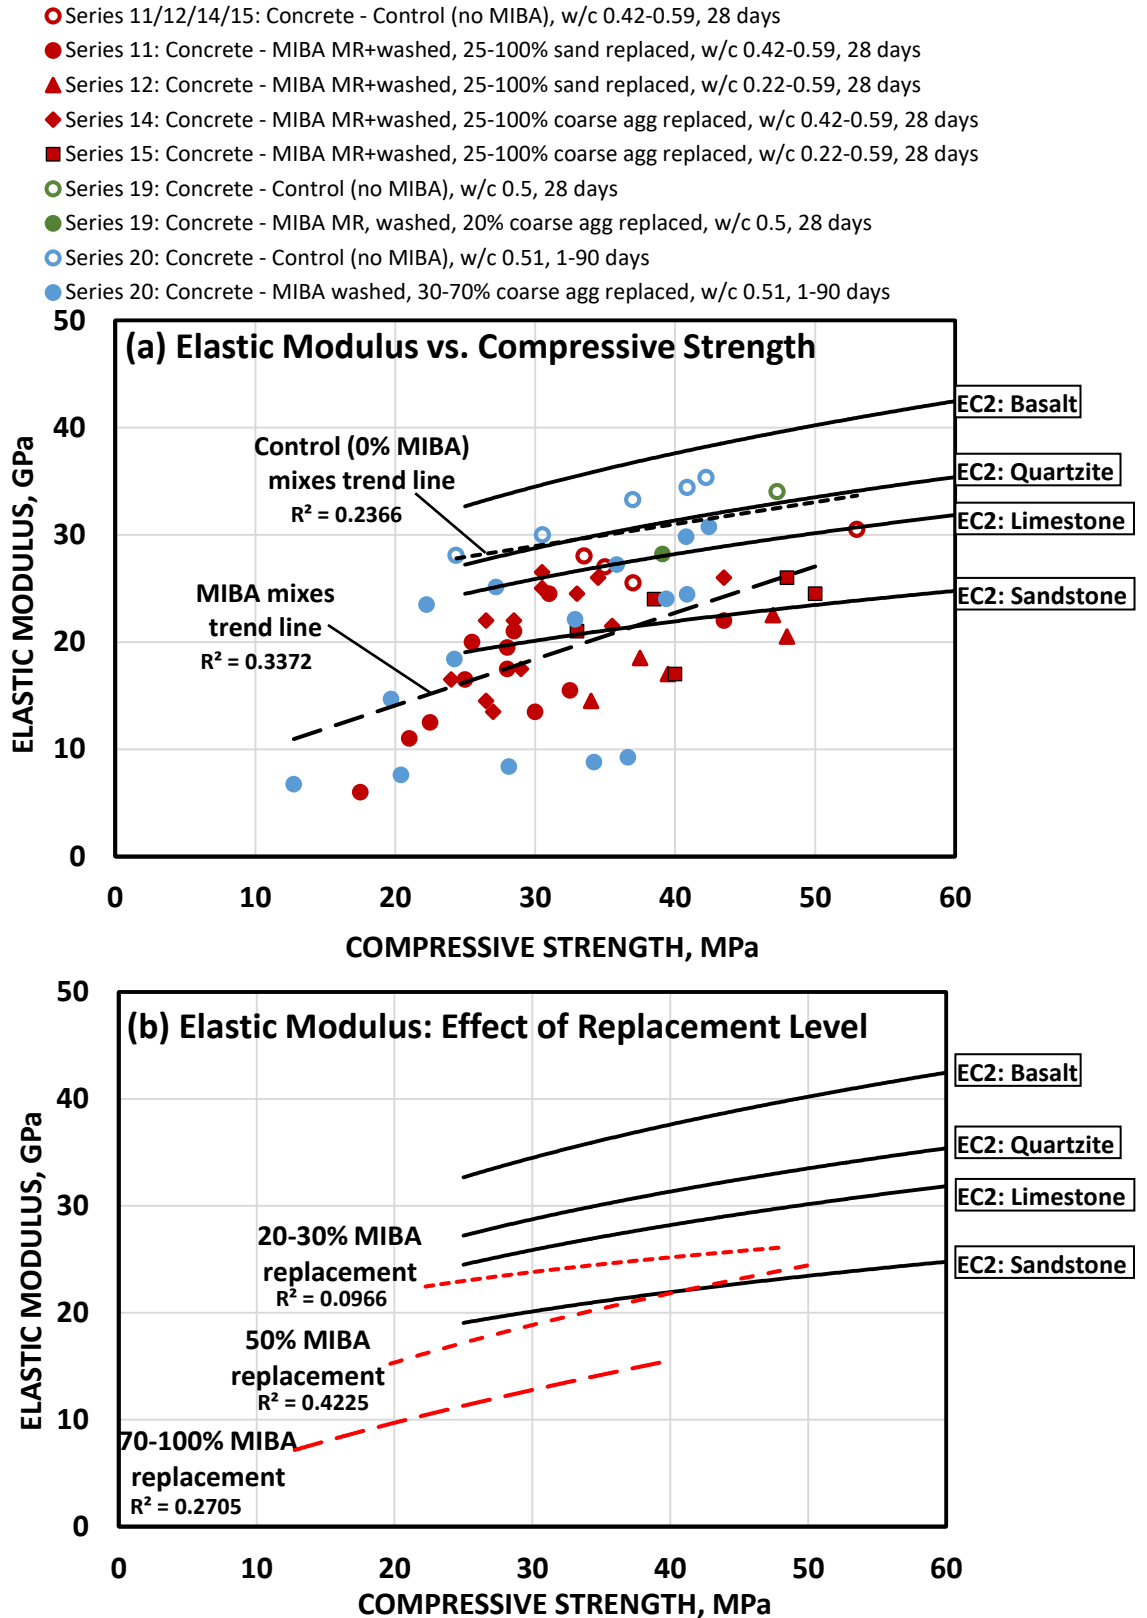 Series 11/12/14/15: Concrete - Control (no MIBA), w/c 0.42-0.59, 28 days
Series 11: Concrete - MIBA MR+washed, 25-100% sand replaced, w/c 0.42-0.59, 28 days
Series 12: Concrete - MIBA MR+washed, 25-100% sand replaced, w/c 0.22-0.59, 28 days
Series 14: Concrete - MIBA MR+washed, 25-100% coarse agg replaced, w/c 0.42-0.59, 28 days
Series 15: Concrete - MIBA MR+washed, 25-100% coarse agg replaced, w/c 0.22-0.59, 28 days
Series 19: Concrete - Control (no MIBA), w/c 0.5, 28 days
Series 19: Concrete - MIBA MR, washed, 20% coarse agg replaced, w/c 0.5, 28 days
Series 20: Concrete - Control (no MIBA), w/c 0.51, 1-90 days
Series 20: Concrete - MIBA washed, 30-70% coarse agg replaced, w/c 0.51, 1-90 days
(a) Elastic Modulus vs. Compressive Strength
ELASTIC MODULUS, GPa
50
40
30
20
10
0
EC2: Basalt
EC2: Quartzite
EC2: Limestone
EC2: Sandstone
Control (0% MIBA)
mixes trend line
R² = 0.2366
MIBA mixes
trend line
R² = 0.3372
0
10
20
30
40
50
60
COMPRESSIVE STRENGTH, MPa
(b) Elastic Modulus: Effect of Replacement Level
ELASTIC MODULUS, GPa
50
40
30
20
10
0
EC2: Basalt
EC2: Quartzite
EC2: Limestone
EC2: Sandstone
20-30% MIBA
replacement
R² = 0.0966
50% MIBA
replacement
R² = 0.4225
70-100% MIBA
replacement
R² = 0.2705
0
10
20
30
40
50
60
COMPRESSIVE STRENGTH, MPa